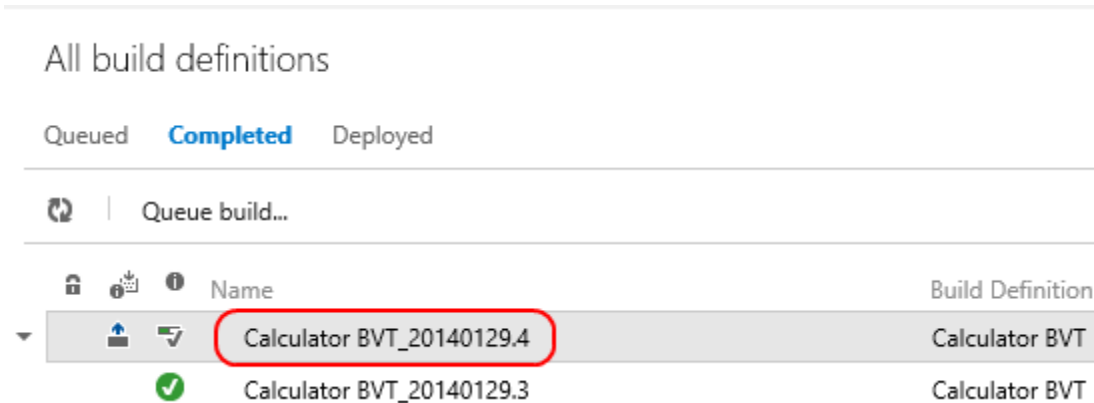 All build definitions
Queued Completed Deployed
Queue build...
Name Build Definition
Calculator BVT_20140129.4 Calculator BVT
Calculator BVT_20140129.3 Calculator BVT